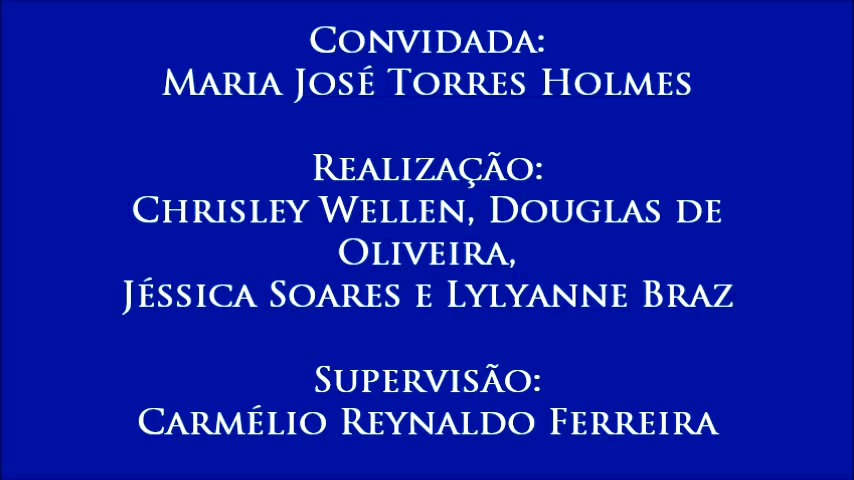 Convidada:
Maria José Torres Holmes
Realização:
Chrisley Wellen, Douglas de
Oliveira,
Jéssica Soares e Lylyanne Braz
Supervisão:
Carmélio Reynaldo Ferreira